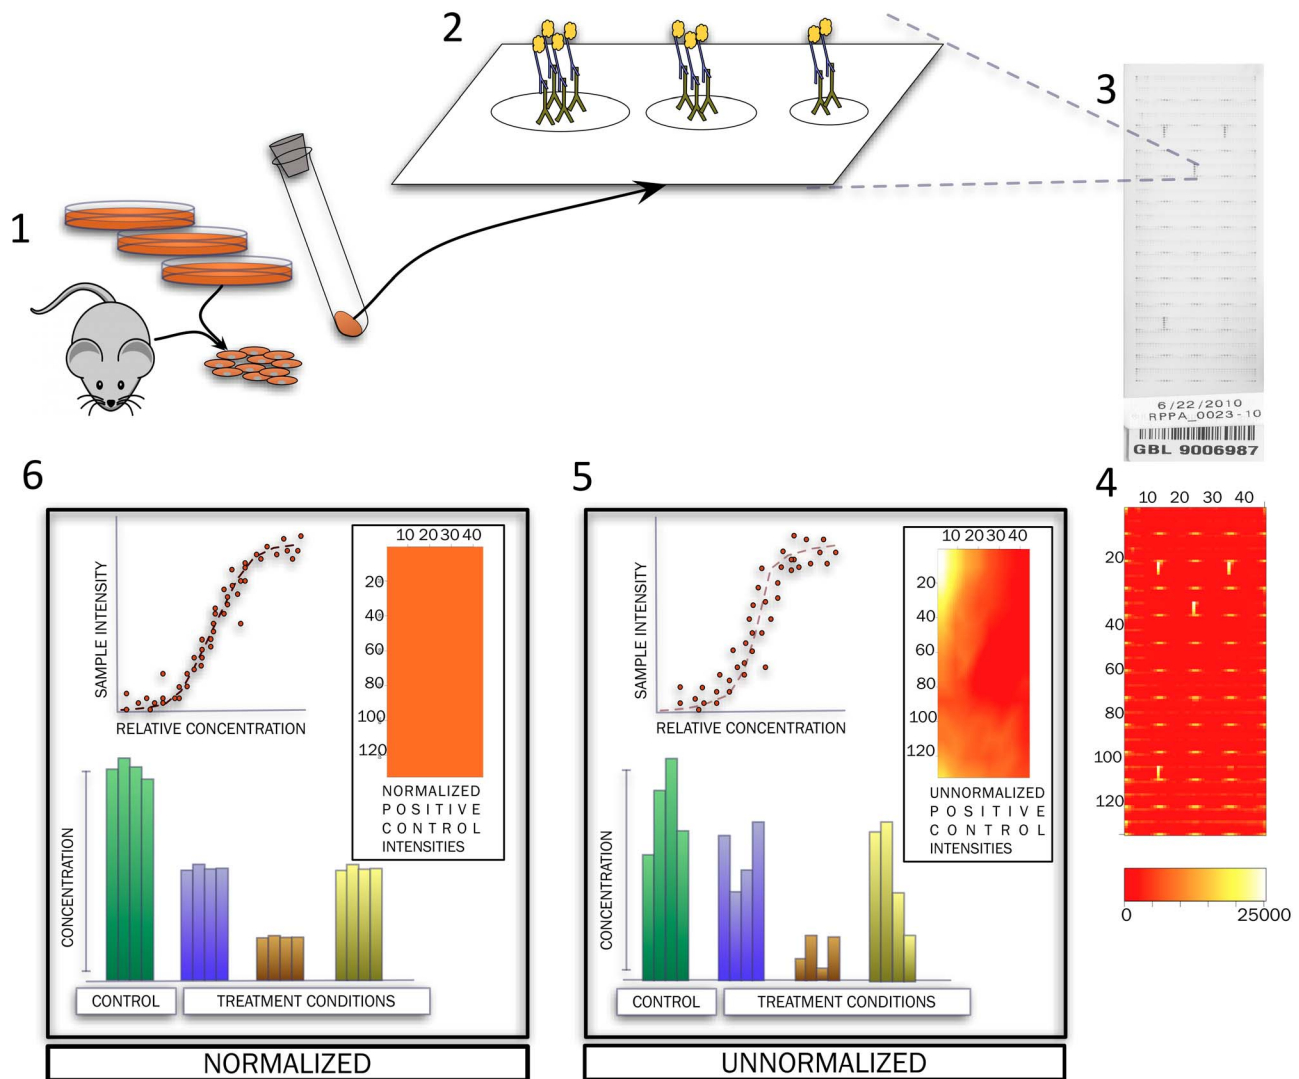 2
3
1
6/22/2010
RPPA_0023-10
GBL 9006987
6
5
4
10 20 30 40
20
40
60
80
100
120
0 25000
SAMPLE INTENSITY
RELATIVE CONCENTRATION
10 20 30 40
20
40
60
80
100
120
NORMALIZED
POSITIVE
CONTROL
INTENSITIES
CONCENTRATION
CONTROL
TREATMENT CONDITIONS
NORMALIZED
SAMPLE INTENSITY
RELATIVE CONCENTRATION
10 20 30 40
20
40
60
80
100
120
UNNORMALIZED
POSITIVE
CONTROL
INTENSITIES
CONCENTRATION
CONTROL
TREATMENT CONDITIONS
UNNORMALIZED